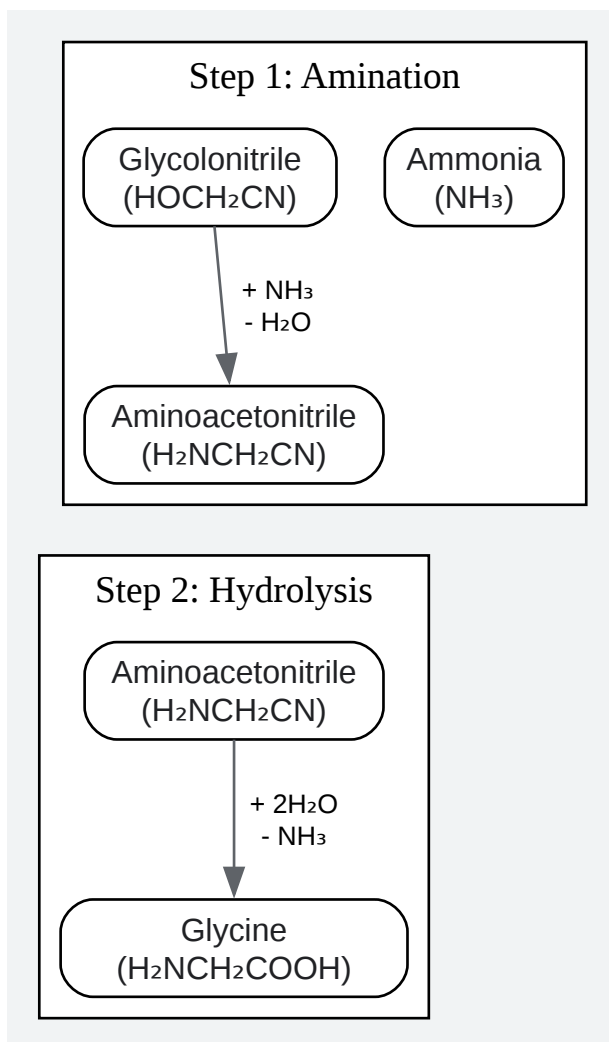 Step 1: Amination
Glycolonitrile
(HOCH₂CN)
Ammonia
(NH₃)
+ NH₃
- H₂O
Aminoacetonitrile
(H₂NCH₂CN)
Step 2: Hydrolysis
Aminoacetonitrile
(H₂NCH₂CN)
+ 2H₂O
- NH₃
Glycine
(H₂NCH₂COOH)